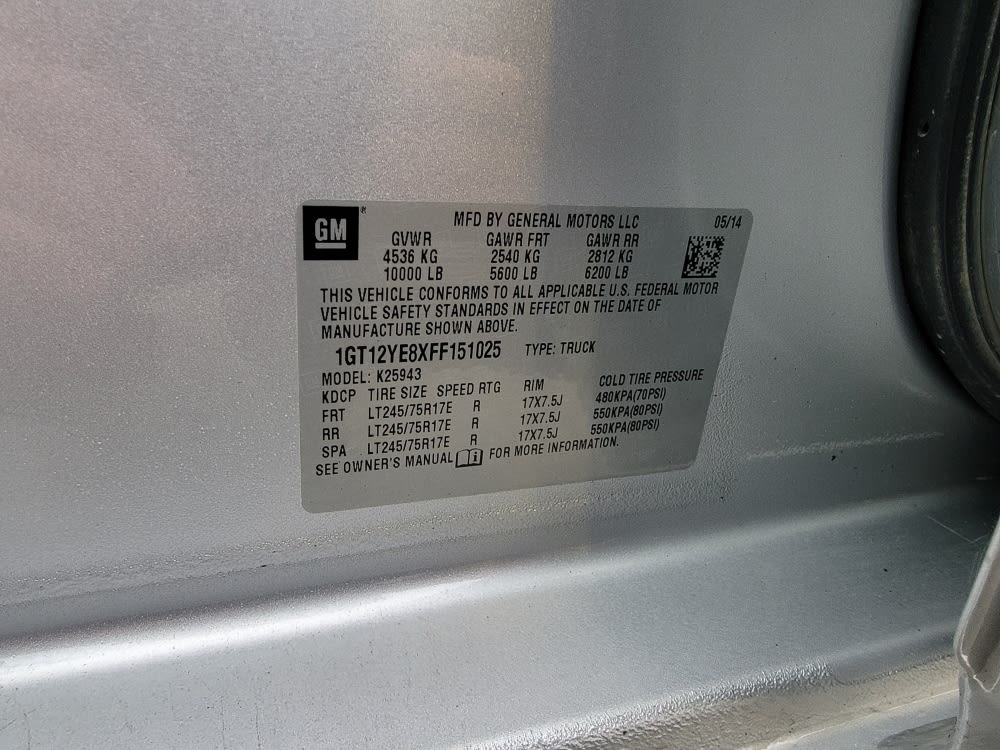 GM® MFD BY GENERAL MOTORS LLC 05/14
GVWR GAWR FRT GAWR RR
4536 KG 2540 KG 2812 KG
10000 LB 5600 LB 6200 LB
THIS VEHICLE CONFORMS TO ALL APPLICABLE U.S. FEDERAL MOTOR
VEHICLE SAFETY STANDARDS IN EFFECT ON THE DATE OF
MANUFACTURE SHOWN ABOVE.
1GT12YE8XFF151025 TYPE: TRUCK
MODEL: K25943
KDCP TIRE SIZE SPEED RTG RIM COLD TIRE PRESSURE
FRT LT245/75R17E R 17X7.5J 480KPA(70PSI)
RR LT245/75R17E R 17X7.5J 550KPA(80PSI)
SPA LT245/75R17E R 17X7.5J 550KPA(80PSI)
SEE OWNER'S MANUAL i FOR MORE INFORMATION.